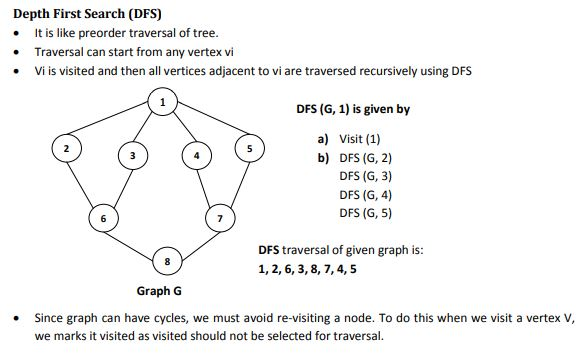 Depth First Search (DFS)
• It is like preorder traversal of tree.
• Traversal can start from any vertex vi
• Vi is visited and then all vertices adjacent to vi are traversed recursively using DFS
1
2
3
4
5
6
7
8
Graph G
DFS (G, 1) is given by
a) Visit (1)
b) DFS (G, 2)
DFS (G, 3)
DFS (G, 4)
DFS (G, 5)
DFS traversal of given graph is:
1, 2, 6, 3, 8, 7, 4, 5
• Since graph can have cycles, we must avoid re-visiting a node. To do this when we visit a vertex V,
we marks it visited as visited should not be selected for traversal.